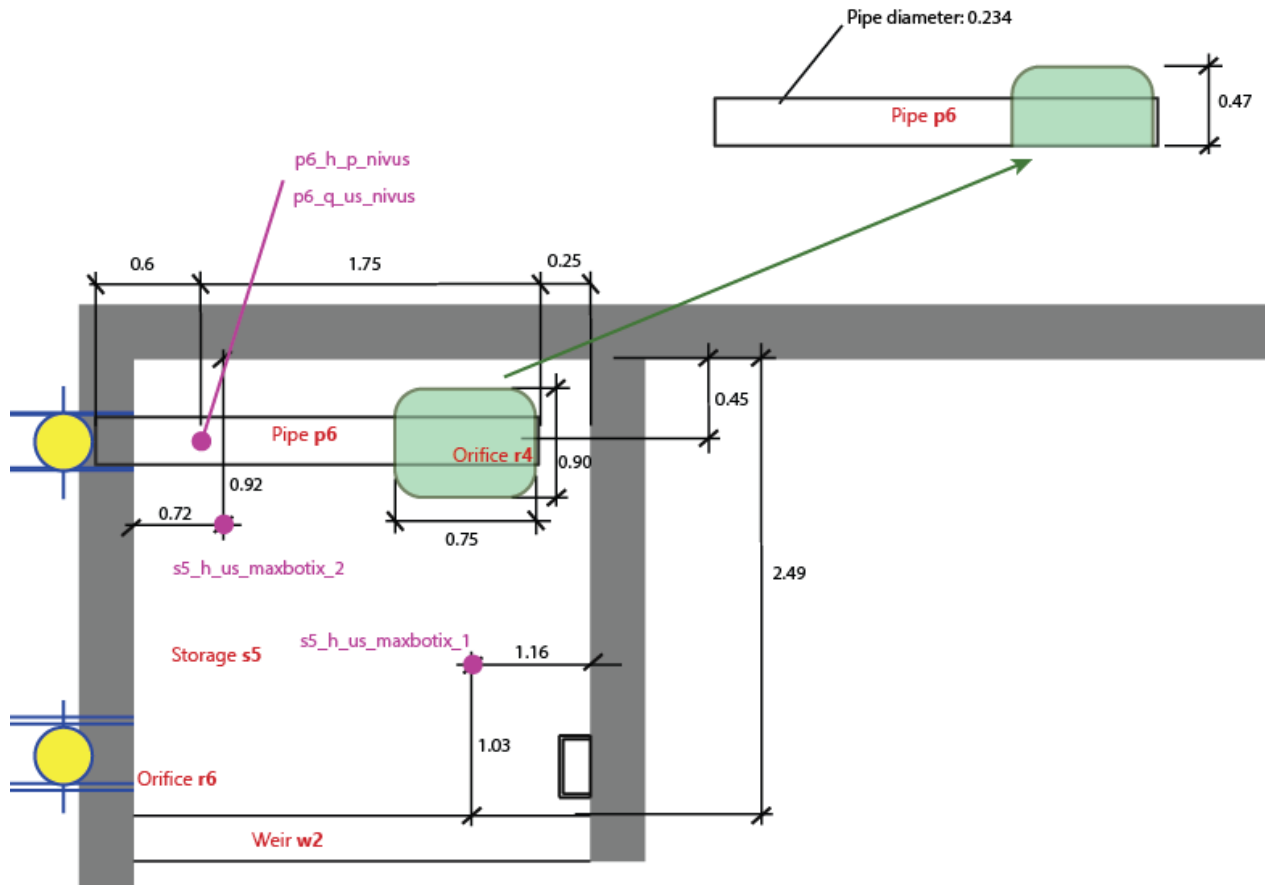 Pipe diameter: 0.234
Pipe p6
0.47
p6_h_p_nivus
p6_q_us_nivus
0.6
1.75
0.25
0.45
Pipe p6
Orifice r4
0.90
0.92
0.72
0.75
s5_h_us_maxbotix_2
2.49
s5_h_us_maxbotix_1
Storage s5
1.16
1.03
Orifice r6
Weir w2